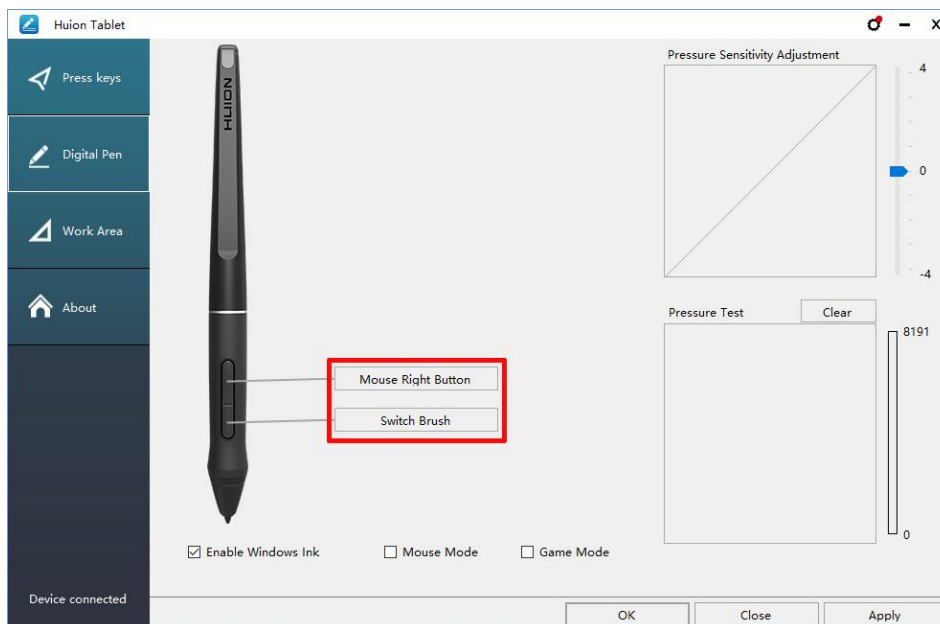 Huion Tablet
Press keys
Digital Pen
Work Area
About
Device connected
HUION
Mouse Right Button
Switch Brush
Enable Windows Ink
Mouse Mode
Game Mode
Pressure Sensitivity Adjustment
4
0
-4
Pressure Test
Clear
8191
0
OK
Close
Apply